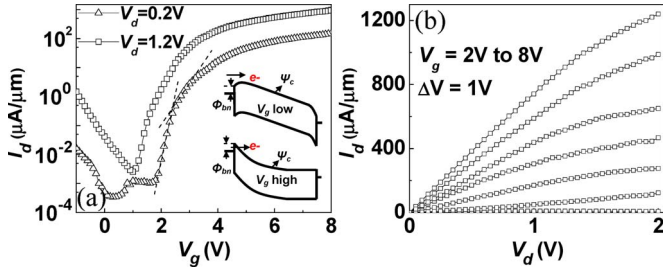 10²
10⁰
10⁻²
10⁻⁴
I_d (μA/μm)
V_d=0.2V
V_d=1.2V
e-
Ψ_c
Φ_bn
V_g low
e-
Ψ_c
Φ_bn
V_g high
(a)
0 2 4 6 8
V_g (V)
1200
800
400
0
I_d (μA/μm)
(b)
V_g = 2V to 8V
ΔV = 1V
0 1 2
V_d (V)